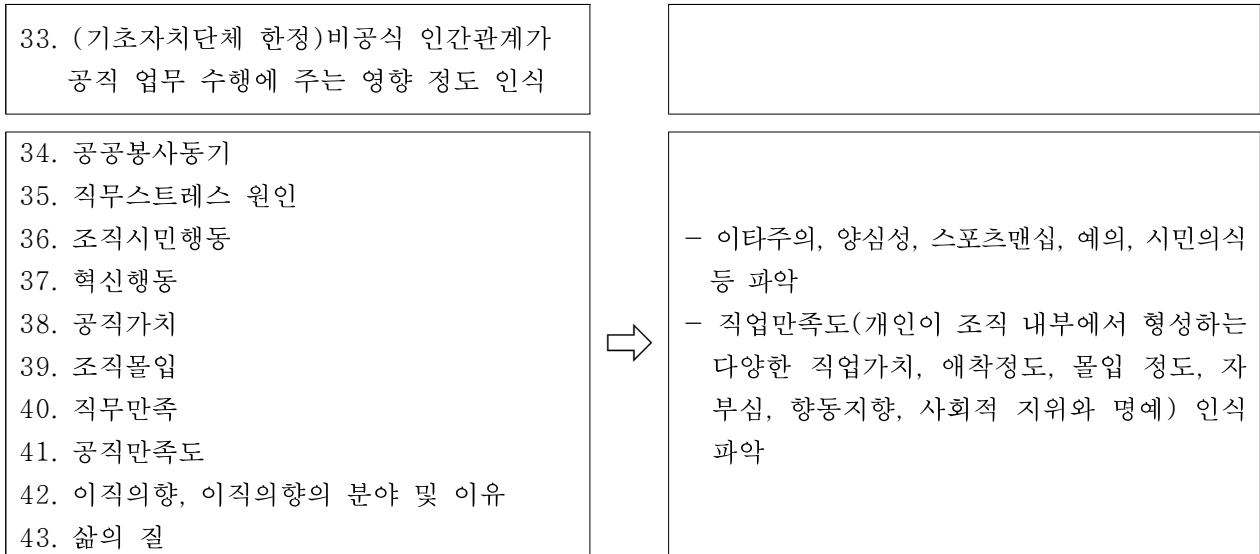 33. (기초자치단체 한정)비공식 인간관계가
공직 업무 수행에 주는 영향 정도 인식
34. 공공봉사동기
35. 직무스트레스 원인
36. 조직시민행동
37. 혁신행동
38. 공직가치
39. 조직몰입
40. 직무만족
41. 공직만족도
42. 이직의향, 이직의향의 분야 및 이유
43. 삶의 질
⇨
- 이타주의, 양심성, 스포츠맨십, 예의, 시민의식
등 파악
- 직업만족도(개인이 조직 내부에서 형성하는
다양한 직업가치, 애착정도, 몰입 정도, 자
부심, 향동지향, 사회적 지위와 명예) 인식
파악